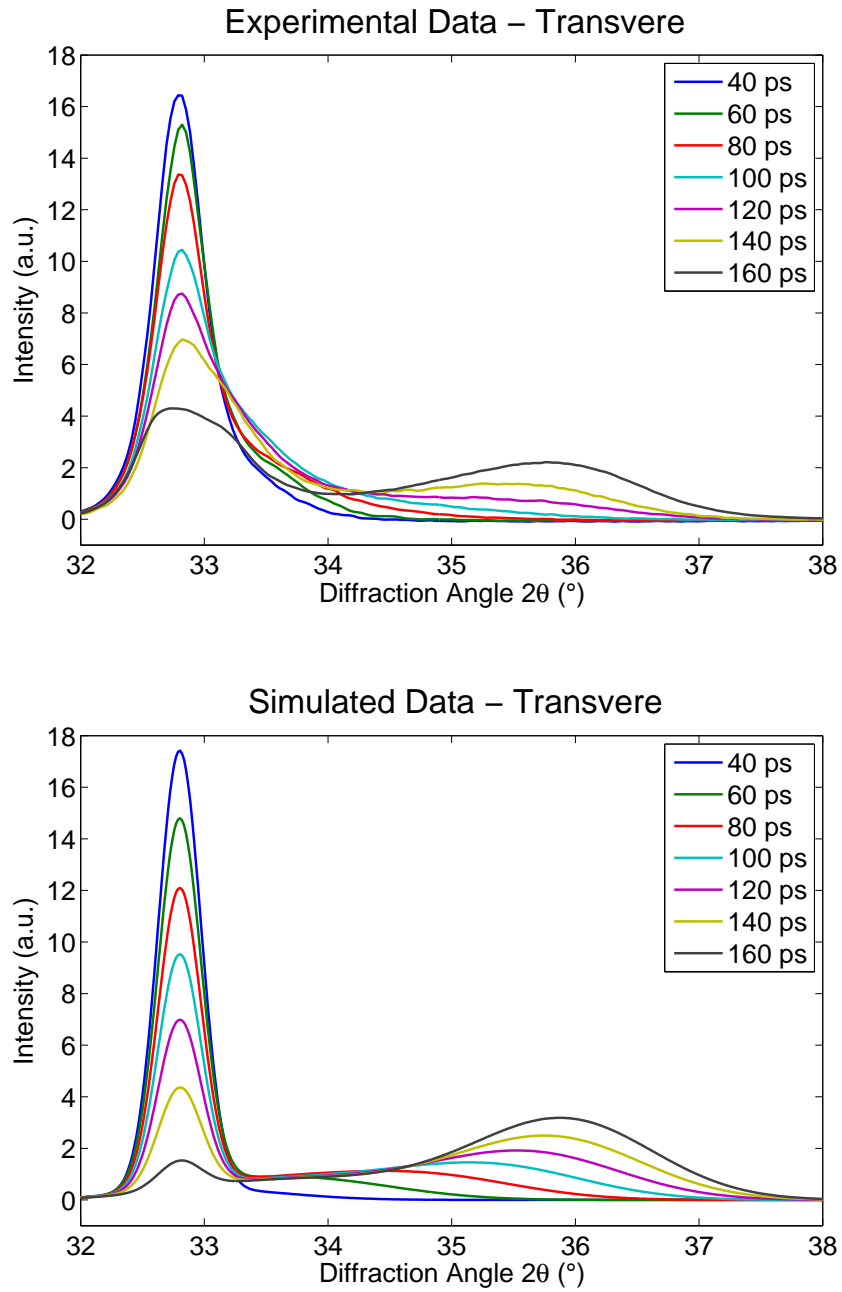 Experimental Data − Transvere
18
16
14
12
10
8
6
4
2
0
Intensity (a.u.)
40 ps
60 ps
80 ps
100 ps
120 ps
140 ps
160 ps
32 33 34 35 36 37 38
Diffraction Angle 2θ (°)
Simulated Data − Transvere
18
16
14
12
10
8
6
4
2
0
Intensity (a.u.)
40 ps
60 ps
80 ps
100 ps
120 ps
140 ps
160 ps
32 33 34 35 36 37 38
Diffraction Angle 2θ (°)